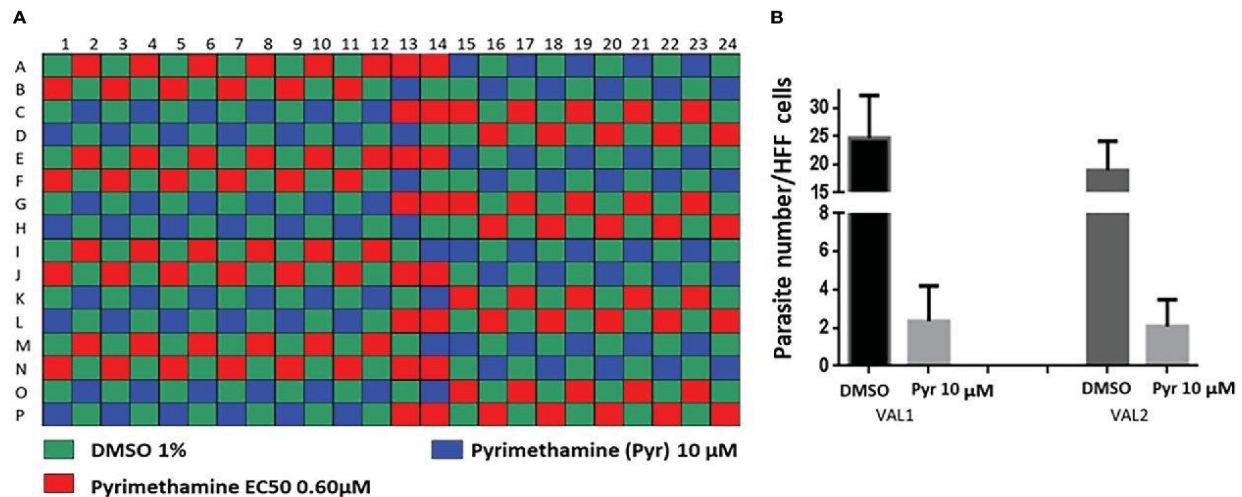 A
1 2 3 4 5 6 7 8 9 10 11 12 13 14 15 16 17 18 19 20 21 22 23 24
A
B
C
D
E
F
G
H
I
J
K
L
M
N
O
P
DMSO 1%
Pyrimethamine (Pyr) 10 µM
Pyrimethamine EC50 0.60µM
B
Parasite number/HFF cells
30
25
20
15
8
6
4
2
0
DMSO Pyr 10 µM DMSO Pyr 10 µM
VAL1 VAL2